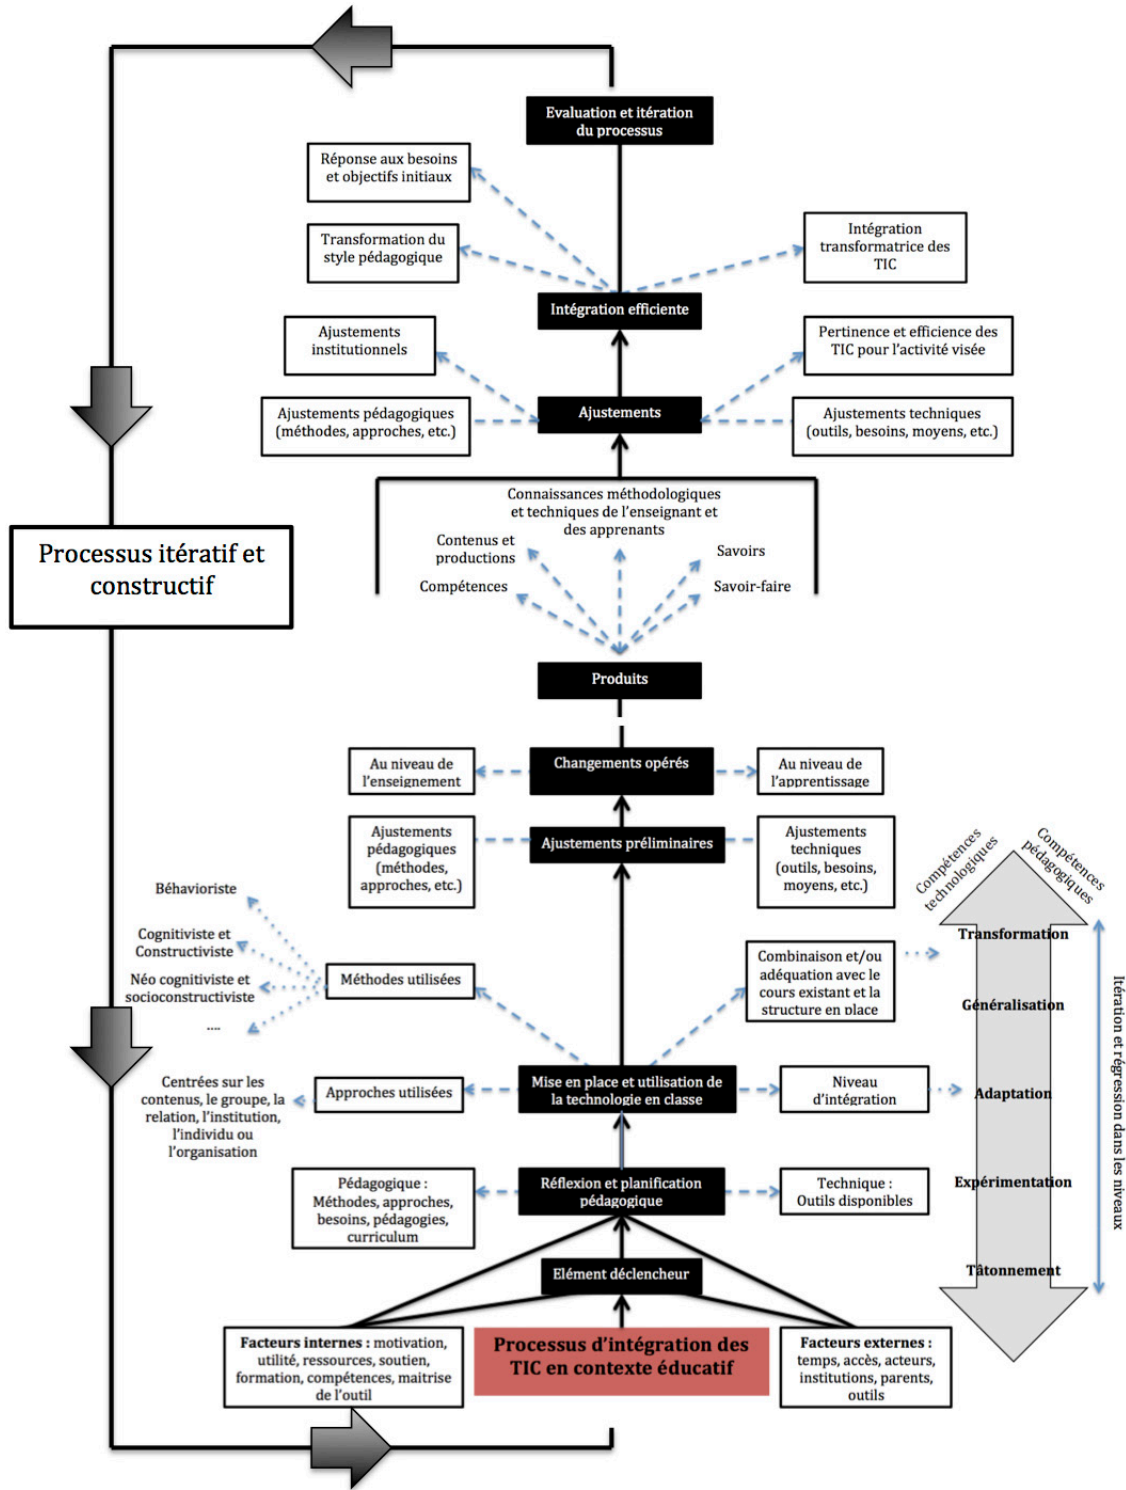 Evaluation et itération
du processus
Réponse aux besoins
et objectifs initiaux
Transformation du
style pédagogique
Intégration
transformatrice des
TIC
Intégration efficiente
Ajustements
institutionnels
Pertinence et efficience des
TIC pour l'activité visée
Ajustements pédagogiques
(méthodes, approches, etc.)
Ajustements
Ajustements techniques
(outils, besoins, moyens, etc.)
Connaissances méthodologiques
et techniques de l'enseignant et
des apprenants
Contenus et
productions
Savoirs
Compétences
Savoir-faire
Processus itératif et
constructif
Produits
Au niveau de
l'enseignement
Changements opérés
Au niveau de
l'apprentissage
Ajustements
pédagogiques
(méthodes,
approches, etc.)
Ajustements préliminaires
Ajustements
techniques
(outils, besoins,
moyens, etc.)
Compétences
technologiques
Compétences
pédagogiques
Béhavioriste
Cognitiviste et
Constructiviste
Néo cognitiviste et
socioconstructiviste
....
Méthodes utilisées
Combinaison et/ou
adéquation avec le
cours existant et la
structure en place
Transformation
Généralisation
Adaptation
Expérimentation
Tâtonnement
Itération et régression dans les niveaux
Centrées sur les
contenus, le groupe, la
relation, l'institution,
l'individu ou
l'organisation
Approches utilisées
Mise en place et utilisation de
la technologie en classe
Niveau
d'intégration
Pédagogique :
Méthodes, approches,
besoins, pédagogies,
curriculum
Réflexion et planification
pédagogique
Technique :
Outils disponibles
Elément déclencheur
Facteurs internes : motivation,
utilité, ressources, soutien,
formation, compétences, maitrise
de l'outil
Processus d'intégration des
TIC en contexte éducatif
Facteurs externes :
temps, accès, acteurs,
institutions, parents,
outils